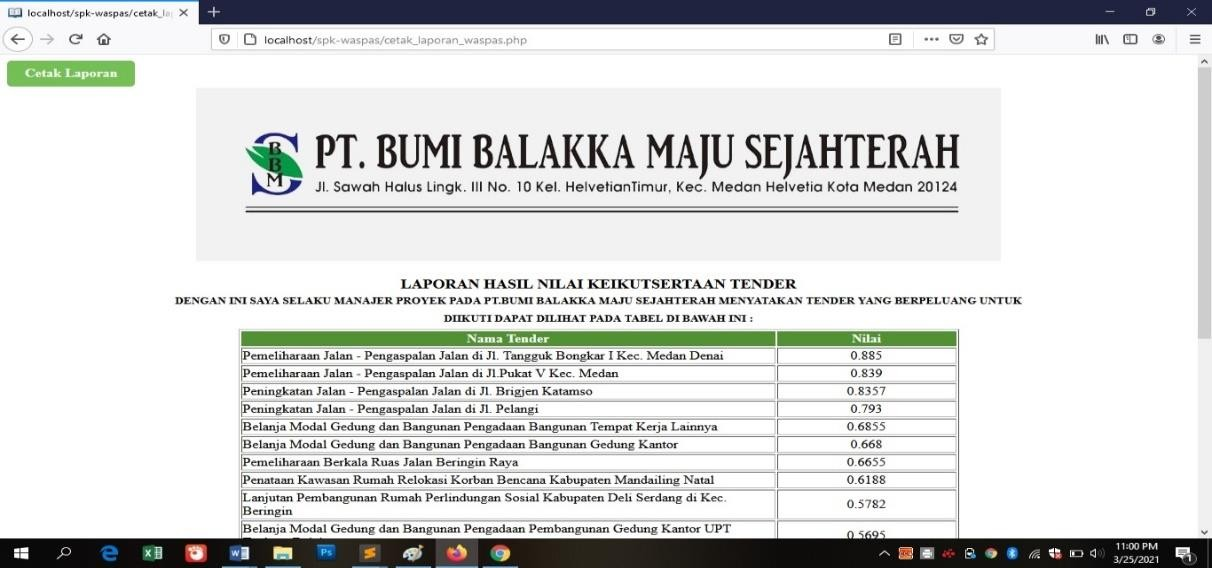 localhost/spk-waspas/cetak_la
localhost/spk-waspas/cetak_laporan_waspas.php
Cetak Laporan
BBM
PT. BUMI BALAKKA MAJU SEJAHTERAH
Jl. Sawah Halus Lingk. III No. 10 Kel. HelvetianTimur, Kec. Medan Helvetia Kota Medan 20124
LAPORAN HASIL NILAI KEIKUTSERTAAN TENDER
DENGAN INI SAYA SELAKU MANAJER PROYEK PADA PT.BUMI BALAKKA MAJU SEJAHTERAH MENYATAKAN TENDER YANG BERPELUANG UNTUK
DIIKUTI DAPAT DILIHAT PADA TABEL DI BAWAH INI :
Nama Tender Nilai
Pemeliharaan Jalan - Pengaspalan Jalan di Jl. Tangguk Bongkar I Kec. Medan Denai 0.885
Pemeliharaan Jalan - Pengaspalan Jalan di Jl.Pukat V Kec. Medan 0.839
Peningkatan Jalan - Pengaspalan Jalan di Jl. Brigjen Katamso 0.8357
Peningkatan Jalan - Pengaspalan Jalan di Jl. Pelangi 0.793
Belanja Modal Gedung dan Bangunan Pengadaan Bangunan Tempat Kerja Lainnya 0.6855
Belanja Modal Gedung dan Bangunan Pengadaan Bangunan Gedung Kantor 0.668
Pemeliharaan Berkala Ruas Jalan Beringin Raya 0.6655
Penataan Kawasan Rumah Relokasi Korban Bencana Kabupaten Mandailing Natal 0.6188
Lanjutan Pembangunan Rumah Perlindungan Sosial Kabupaten Deli Serdang di Kec.
Beringin 0.5782
Belanja Modal Gedung dan Bangunan Pengadaan Pembangunan Gedung Kantor UPT
0.5695
Ps
11:00 PM
3/25/2021